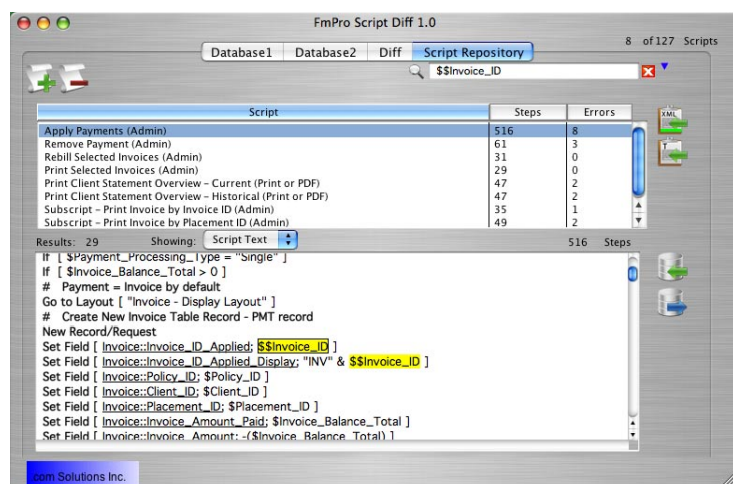 FmPro Script Diff 1.0
8 of 127 Scripts
Database1 Database2 Diff Script Repository
$$Invoice_ID
Script Steps Errors
Apply Payments (Admin) 516 8
Remove Payment (Admin) 61 3
Rebill Selected Invoices (Admin) 31 0
Print Selected Invoices (Admin) 29 0
Print Client Statement Overview – Current (Print or PDF) 47 2
Print Client Statement Overview – Historical (Print or PDF) 47 2
Subscript – Print Invoice by Invoice ID (Admin) 35 1
Subscript – Print Invoice by Placement ID (Admin) 49 2
XML
T
Results: 29 Showing: Script Text 516 Steps
If [ $Payment_Processing_Type = "Single" ]
If [ $Invoice_Balance_Total > 0 ]
# Payment = Invoice by default
Go to Layout [ "Invoice - Display Layout" ]
# Create New Invoice Table Record - PMT record
New Record/Request
Set Field [ Invoice::Invoice_ID_Applied; $$Invoice_ID ]
Set Field [ Invoice::Invoice_ID_Applied_Display; "INV" & $$Invoice_ID ]
Set Field [ Invoice::Policy_ID; $Policy_ID ]
Set Field [ Invoice::Client_ID; $Client_ID ]
Set Field [ Invoice::Placement_ID; $Placement_ID ]
Set Field [ Invoice::Invoice_Amount_Paid; $Invoice_Balance_Total ]
Set Field [ Invoice::Invoice_Amount; -($Invoice_Balance_Total) ]
.com Solutions Inc.